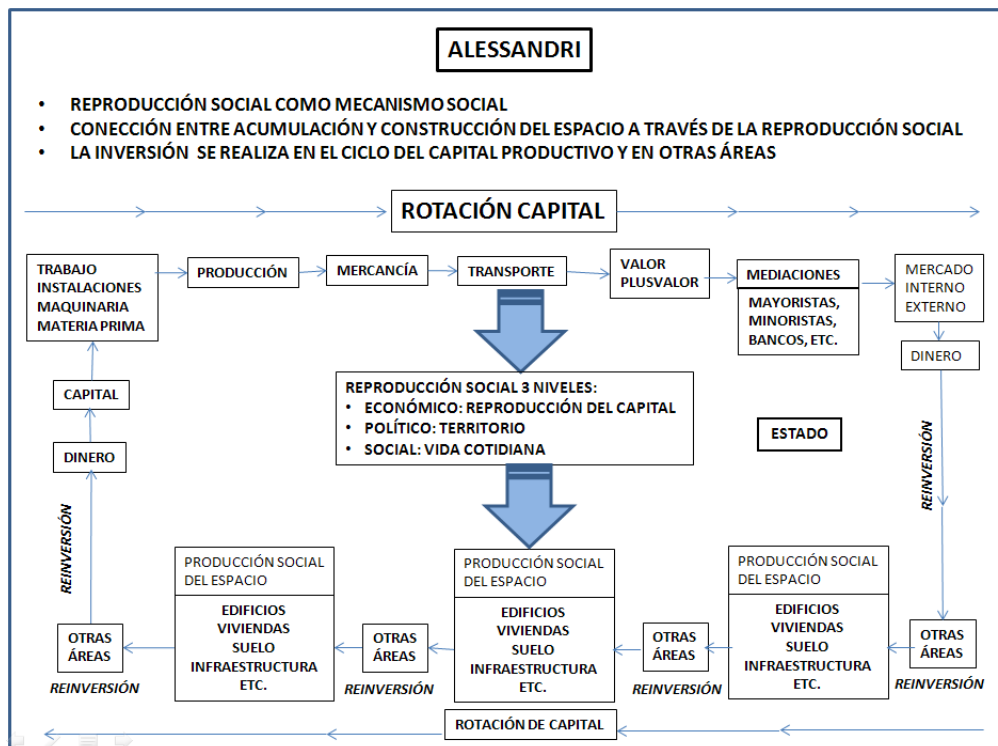 ALESSANDRI
• REPRODUCCIÓN SOCIAL COMO MECANISMO SOCIAL
• CONECCIÓN ENTRE ACUMULACIÓN Y CONSTRUCCIÓN DEL ESPACIO A TRAVÉS DE LA REPRODUCCIÓN SOCIAL
• LA INVERSIÓN SE REALIZA EN EL CICLO DEL CAPITAL PRODUCTIVO Y EN OTRAS ÁREAS
ROTACIÓN CAPITAL
TRABAJO
INSTALACIONES
MAQUINARIA
MATERIA PRIMA
PRODUCCIÓN
MERCANCÍA
TRANSPORTE
VALOR
PLUSVALOR
MEDIACIONES
MAYORISTAS,
MINORISTAS,
BANCOS, ETC.
MERCADO
INTERNO
EXTERNO
DINERO
CAPITAL
DINERO
REPRODUCCIÓN SOCIAL 3 NIVELES:
• ECONÓMICO: REPRODUCCIÓN DEL CAPITAL
• POLÍTICO: TERRITORIO
• SOCIAL: VIDA COTIDIANA
ESTADO
REINVERSIÓN
REINVERSIÓN
OTRAS
ÁREAS
REINVERSIÓN
PRODUCCIÓN SOCIAL
DEL ESPACIO
EDIFICIOS
VIVIENDAS
SUELO
INFRAESTRUCTURA
ETC.
OTRAS
ÁREAS
REINVERSIÓN
PRODUCCIÓN SOCIAL
DEL ESPACIO
EDIFICIOS
VIVIENDAS
SUELO
INFRAESTRUCTURA
ETC.
OTRAS
ÁREAS
REINVERSIÓN
PRODUCCIÓN SOCIAL
DEL ESPACIO
EDIFICIOS
VIVIENDAS
SUELO
INFRAESTRUCTURA
ETC.
OTRAS
ÁREAS
REINVERSIÓN
ROTACIÓN DE CAPITAL